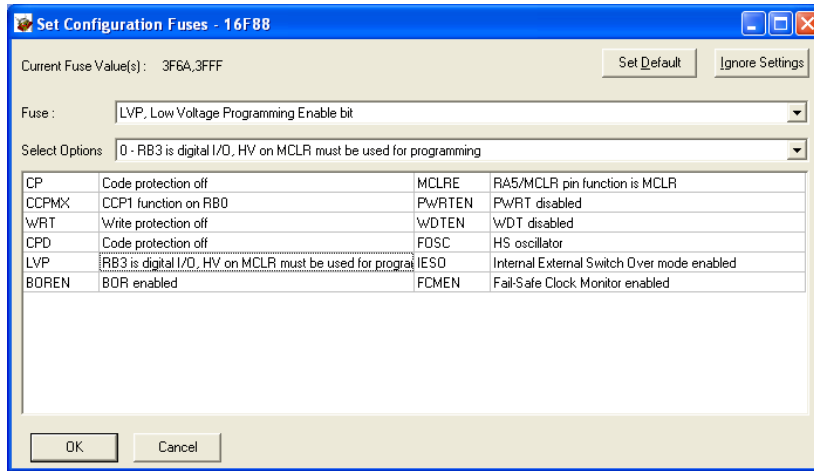 Set Configuration Fuses - 16F88
Current Fuse Value(s) : 3F6A,3FFF
Set Default
Ignore Settings
Fuse :
LVP, Low Voltage Programming Enable bit
Select Options
0 - RB3 is digital I/O, HV on MCLR must be used for programming
CP Code protection off MCLRE RA5/MCLR pin function is MCLR
CCPMX CCP1 function on RB0 PWRTEN PWRT disabled
WRT Write protection off WDTEN WDT disabled
CPD Code protection off FOSC HS oscillator
LVP RB3 is digital I/O, HV on MCLR must be used for progra IESO Internal External Switch Over mode enabled
BOREN BOR enabled FCMEN Fail-Safe Clock Monitor enabled
OK Cancel